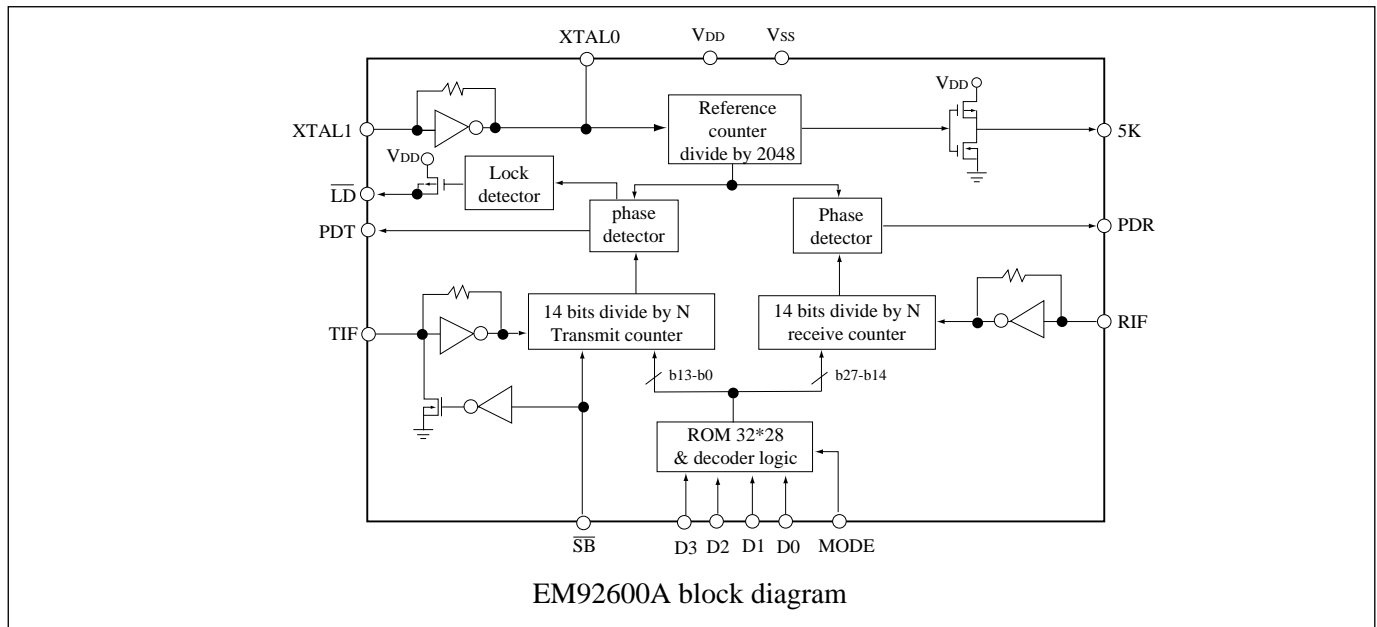 XTAL0
VDD
VSS
VDD
XTAL1
Reference
counter
divide by 2048
5K
VDD
Lock
detector
LD
PDT
phase
detector
Phase
detector
PDR
TIF
14 bits divide by N
Transmit counter
14 bits divide by N
receive counter
RIF
b13-b0
b27-b14
ROM 32*28
& decoder logic
SB
D3
D2
D1
D0
MODE
EM92600A block diagram